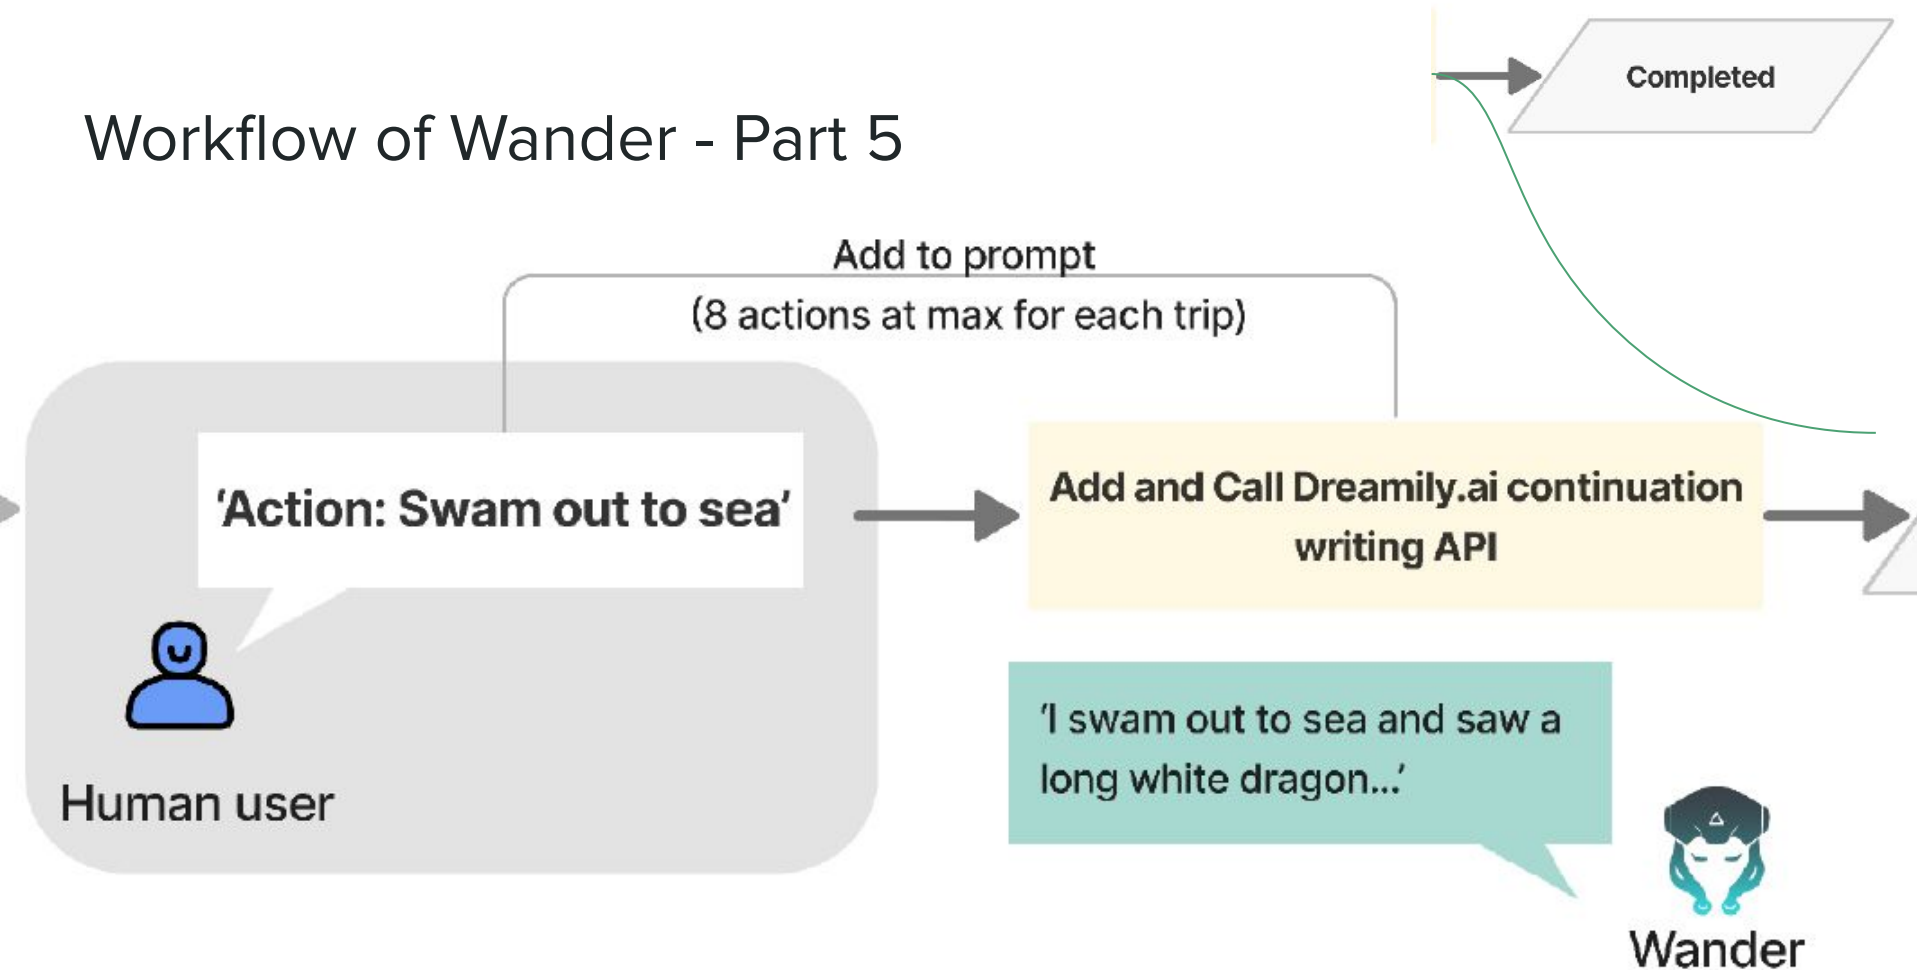 Completed
Workflow of Wander - Part 5
Add to prompt
(8 actions at max for each trip)
‘Action: Swam out to sea’
Add and Call Dreamily.ai continuation
writing API
Human user
‘I swam out to sea and saw a
long white dragon...’
Wander